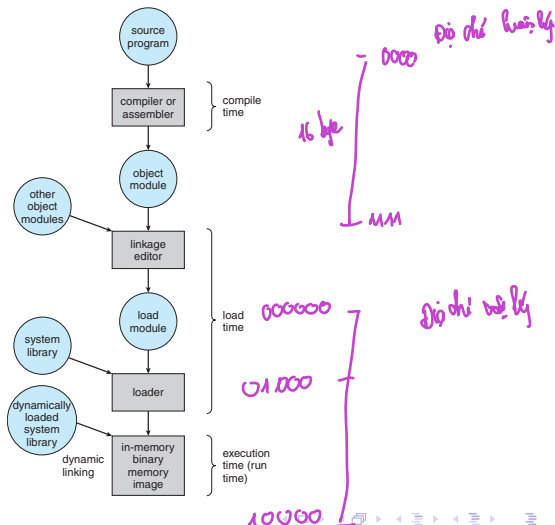 source
program
compiler or
assembler
compile
time
object
module
other
object
modules
linkage
editor
load
module
load
time
system
library
loader
dynamically
loaded
system
library
dynamic
linking
in-memory
binary
memory
image
execution
time (run
time)
Địa chỉ luận lý
0000
16 byte
1111
Địa chỉ vật lý
000000
01000
10000